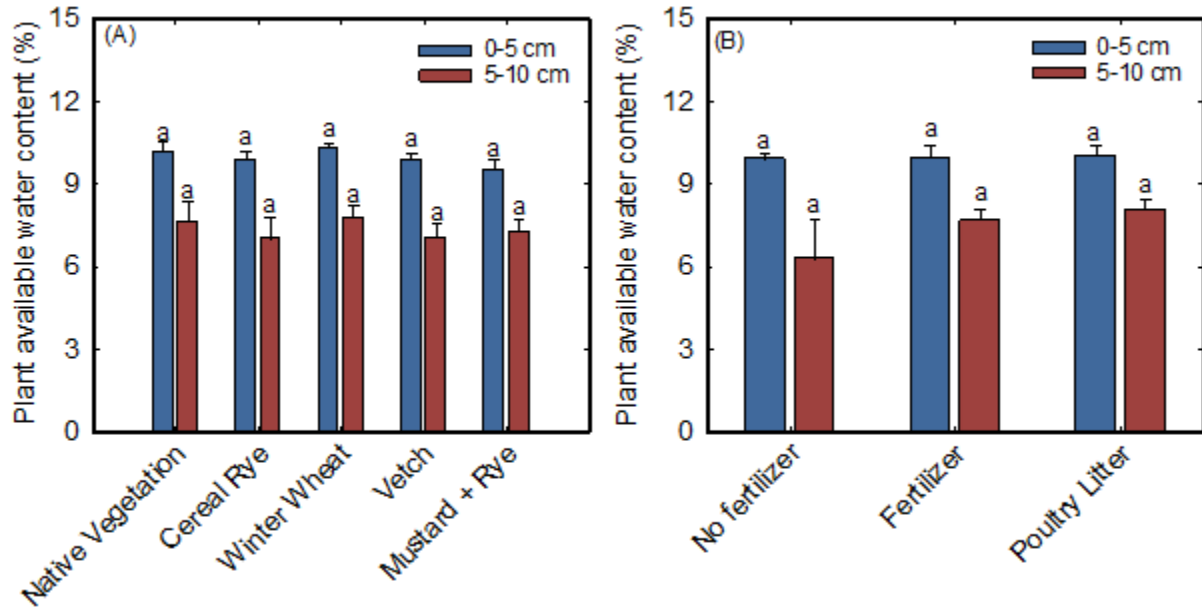 Plant available water content (%)
15
12
9
6
3
0
(A)
0-5 cm
5-10 cm
a
a
a
a
a
a
a
a
a
a
Native Vegetation
Cereal Rye
Winter Wheat
Vetch
Mustard + Rye
Plant available water content (%)
15
12
9
6
3
0
(B)
0-5 cm
5-10 cm
a
a
a
a
a
a
No fertilizer
Fertilizer
Poultry Litter